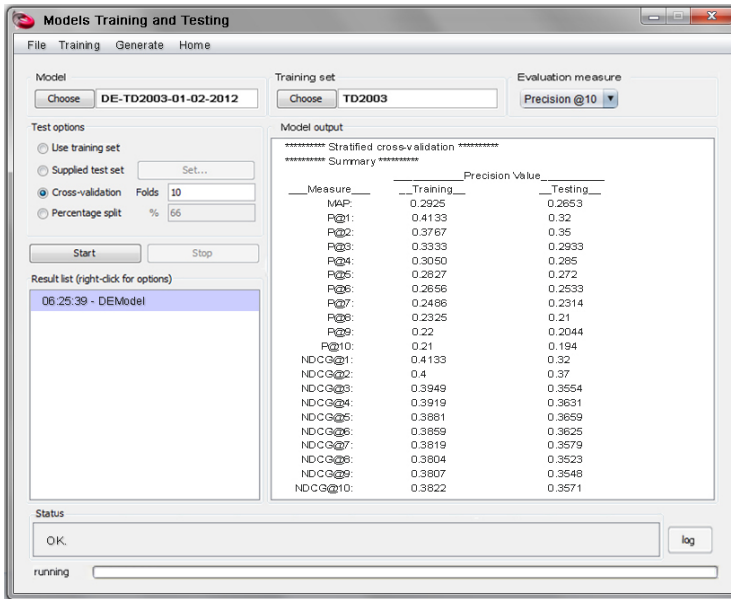 Models Training and Testing
File Training Generate Home
Model
Choose DE-TD2003-01-02-2012
Training set
Choose TD2003
Evaluation measure
Precision @10
Test options
Use training set
Supplied test set Set...
Cross-validation Folds 10
Percentage split % 66
Start Stop
Result list (right-click for options)
06:25:39 - DEModel
Model output
********* Stratified cross-validation *********
********* Summary *********
__________Precision Value__________
___Measure___ __Training__ __Testing__
MAP: 0.2925 0.2653
P@1: 0.4133 0.32
P@2: 0.3767 0.35
P@3: 0.3333 0.2933
P@4: 0.3050 0.285
P@5: 0.2827 0.272
P@6: 0.2656 0.2533
P@7: 0.2486 0.2314
P@8: 0.2325 0.21
P@9: 0.22 0.2044
P@10: 0.21 0.194
NDCG@1: 0.4133 0.32
NDCG@2: 0.4 0.37
NDCG@3: 0.3949 0.3554
NDCG@4: 0.3919 0.3631
NDCG@5: 0.3881 0.3659
NDCG@6: 0.3859 0.3625
NDCG@7: 0.3819 0.3579
NDCG@8: 0.3804 0.3523
NDCG@9: 0.3807 0.3548
NDCG@10: 0.3822 0.3571
Status
OK.
log
running